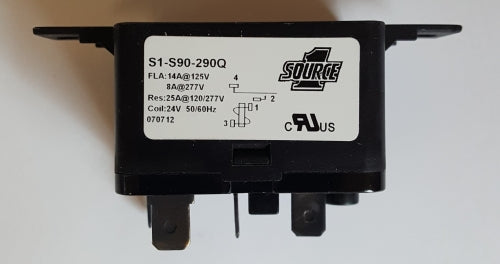 S1-S90-290Q
FLA:14A@125V
8A@277V
Res:25A@120/277V
Coil:24V 50/60Hz
070712
4
2
1
3
SOURCE 1
C RU US